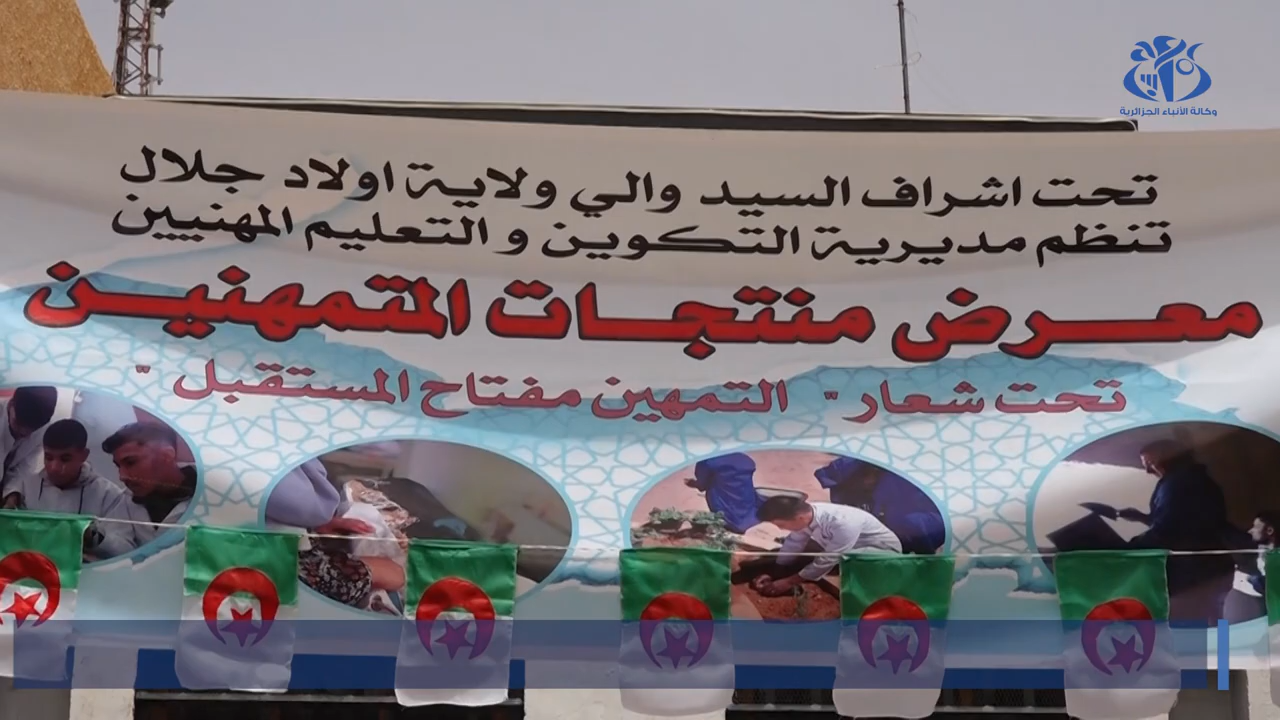 وكالة الأنباء الجزائرية
تحت اشراف السيد والي ولاية اولاد جلال
تنظم مديرية التكوين و التعليم المهنيين
معرض منتجات المتمهنين
تحت شعار " التمهين مفتاح المستقبل "